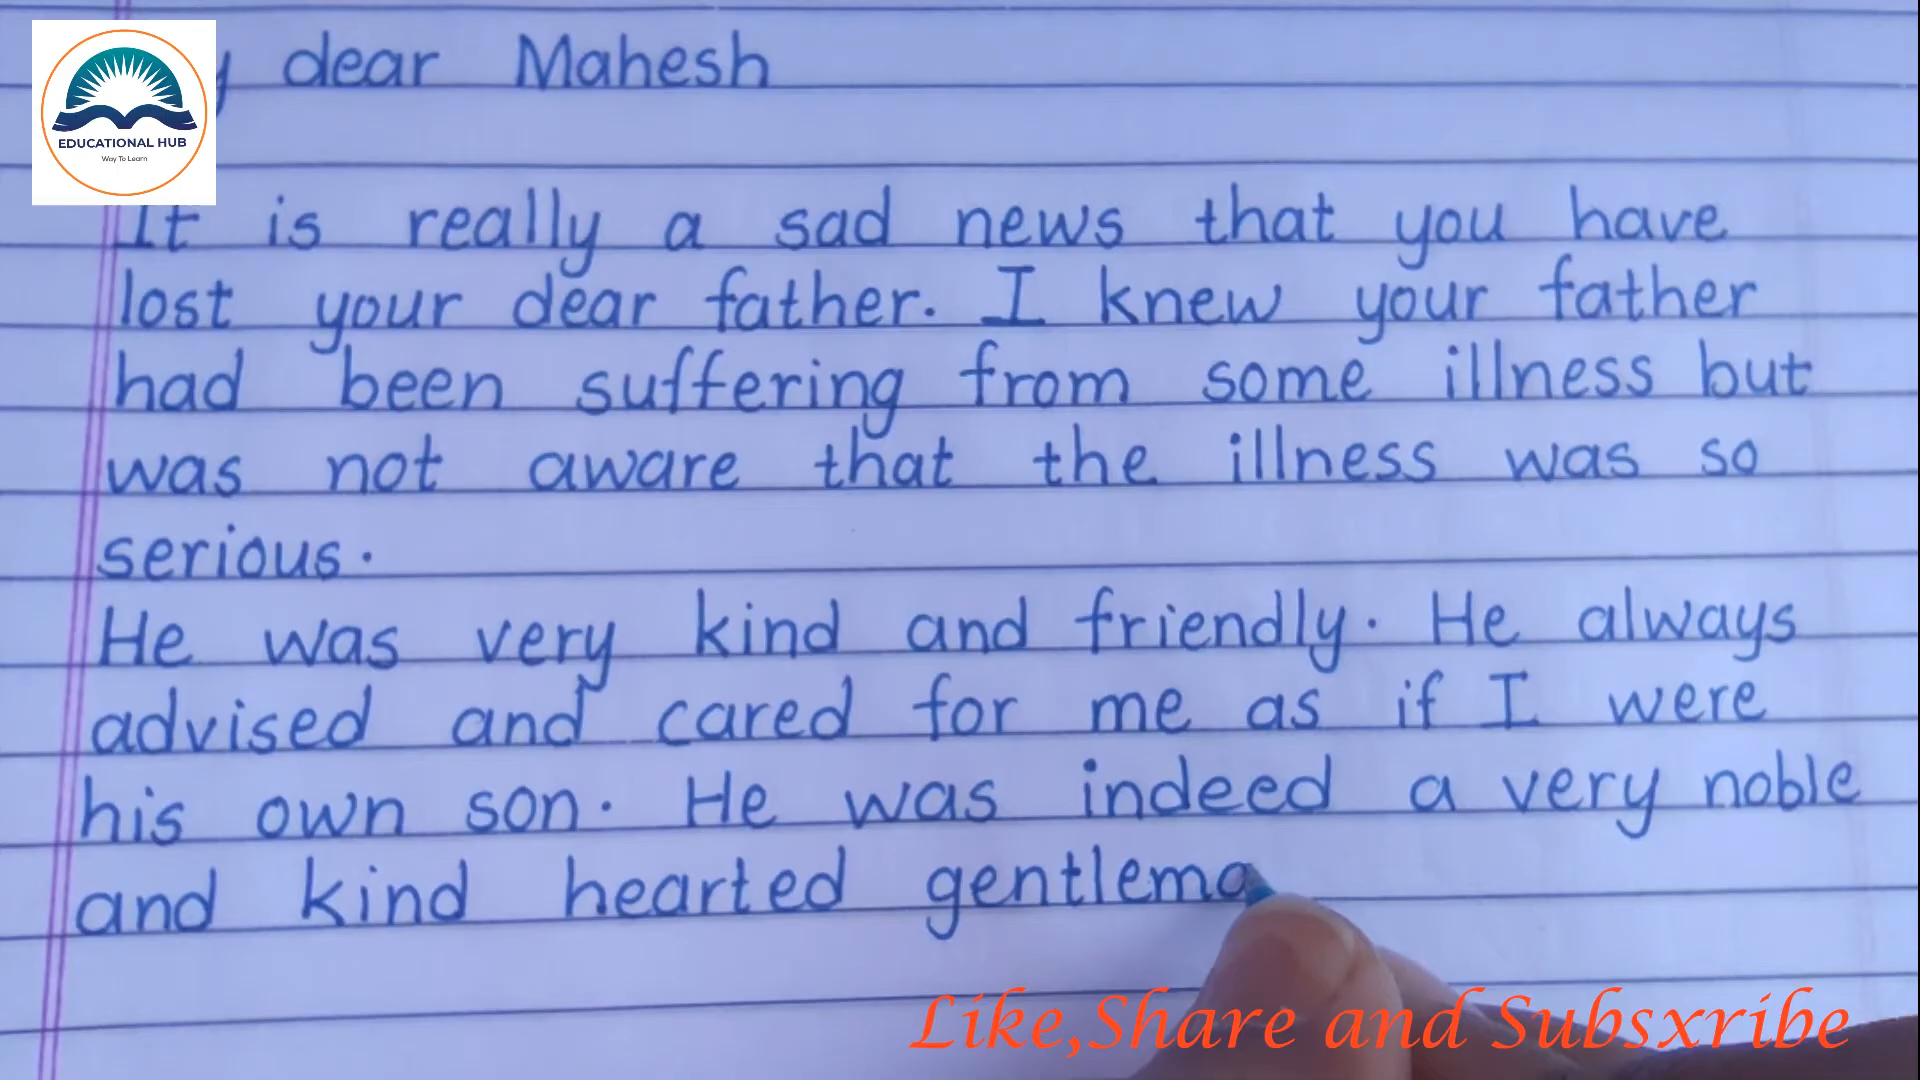 dear Mahesh
EDUCATIONAL HUB
Way To Learn
It is really a sad news that you have
lost your dear father. I knew your father
had been suffering from some illness but
was not aware that the illness was so
serious.
He was very kind and friendly. He always
advised and cared for me as if I were
his own son. He was indeed a very noble
and kind hearted gentlema
Like,Share and Subsxribe